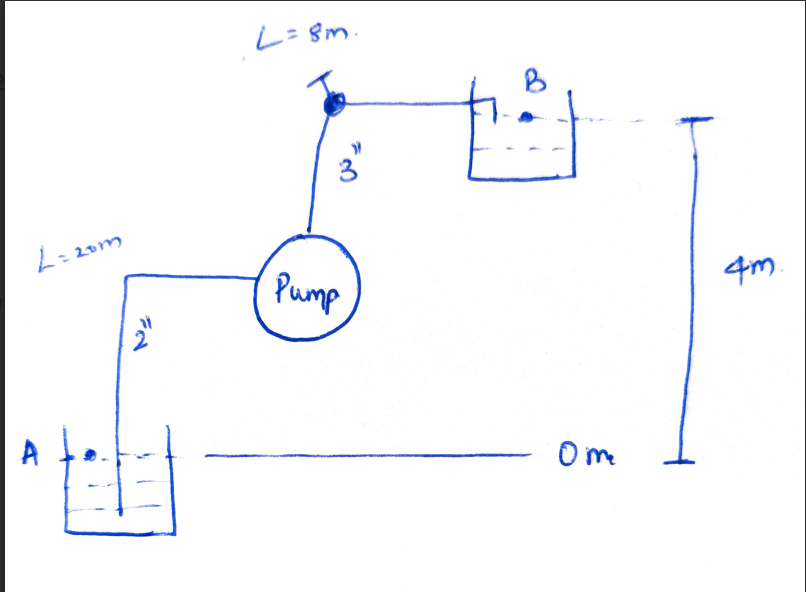 L = 8m.
B
3"
L = 20m
Pump
4m.
2"
A
0m